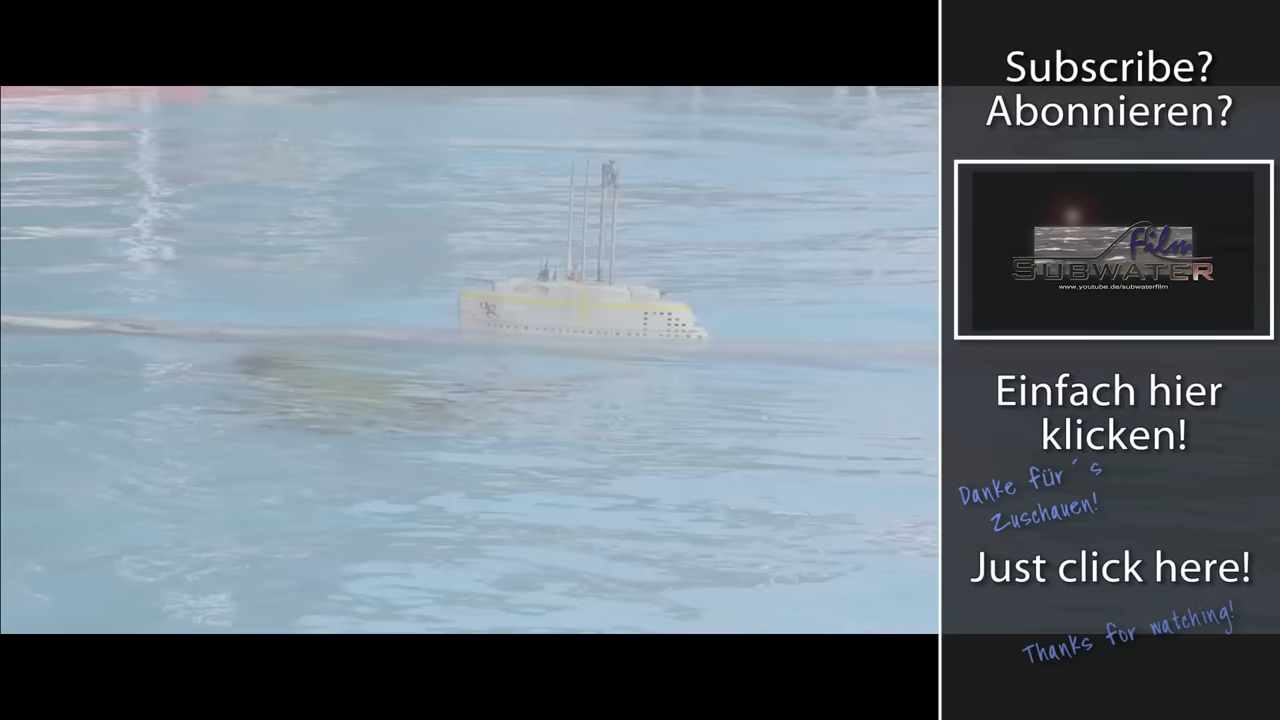 Subscribe?
Abonnieren?
Film
SUBWATER
www.youtube.de/subwaterfilm
Einfach hier
klicken!
Danke für´s
Zuschauen!
Just click here!
Thanks for watching!